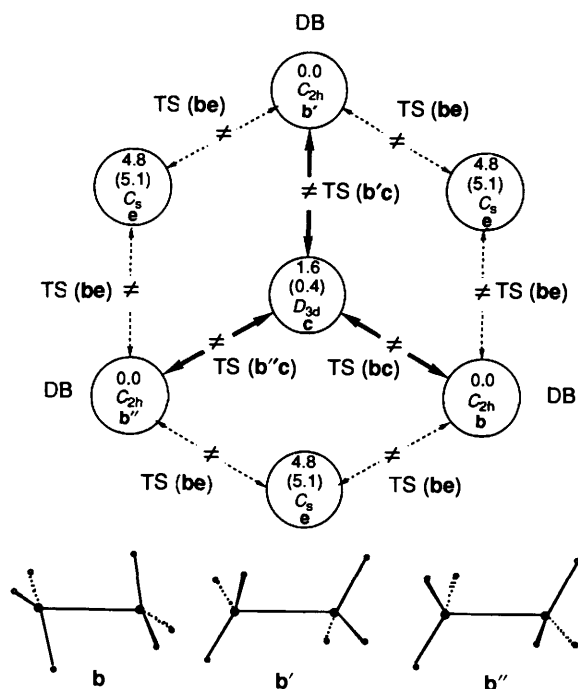 DB
0.0
C2h
b′
TS (be)
≠
TS (be)
≠
4.8
(5.1)
Cs
e
4.8
(5.1)
Cs
e
≠ TS (b′c)
1.6
(0.4)
D3d
c
TS (be) ≠
≠ TS (be)
≠
TS (b″c)
≠
TS (bc)
DB
0.0
C2h
b″
0.0
C2h
b
DB
≠
TS (be)
≠
TS (be)
4.8
(5.1)
Cs
e
b b′ b″